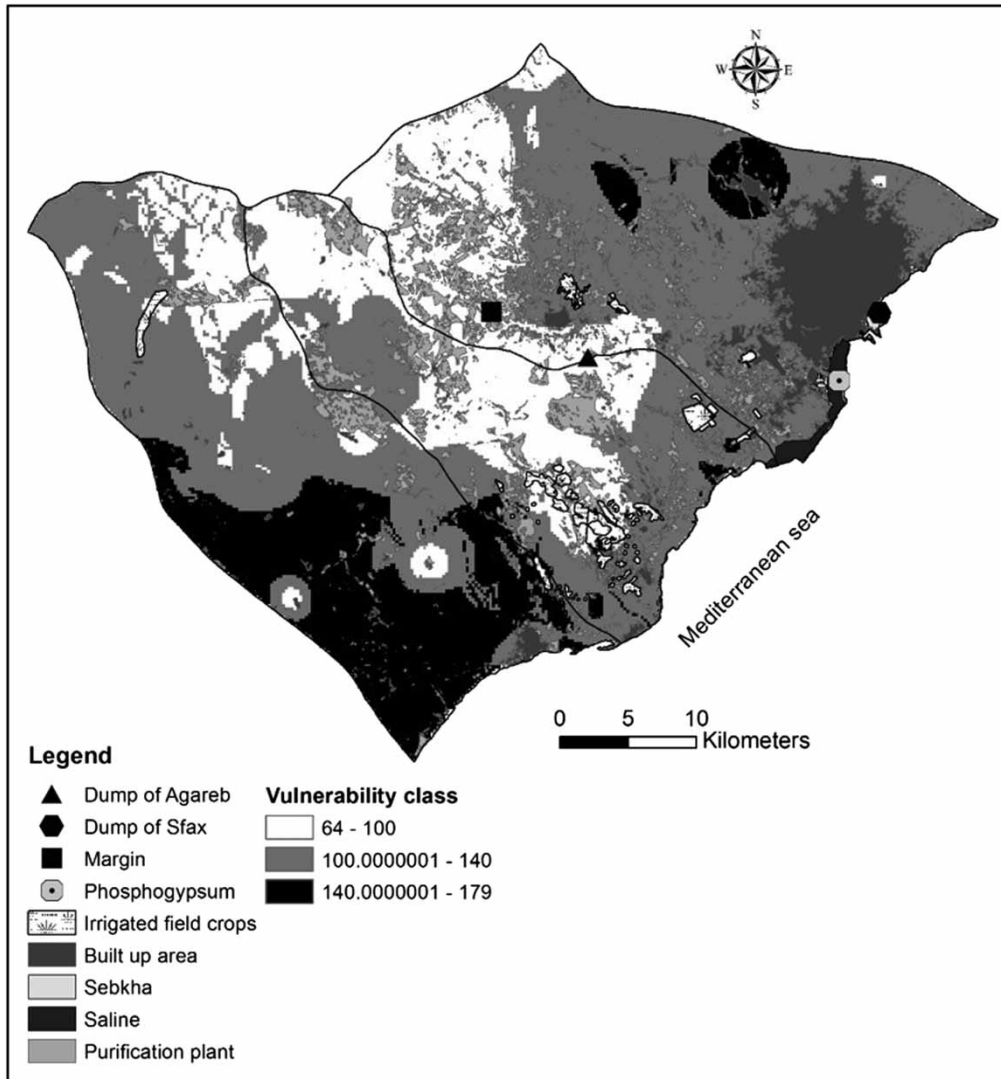 N
W E
S
Mediterranean sea
0 5 10
Kilometers
Legend
Dump of Agareb
Dump of Sfax
Margin
Phosphogypsum
Irrigated field crops
Built up area
Sebkha
Saline
Purification plant
Vulnerability class
64 - 100
100.0000001 - 140
140.0000001 - 179